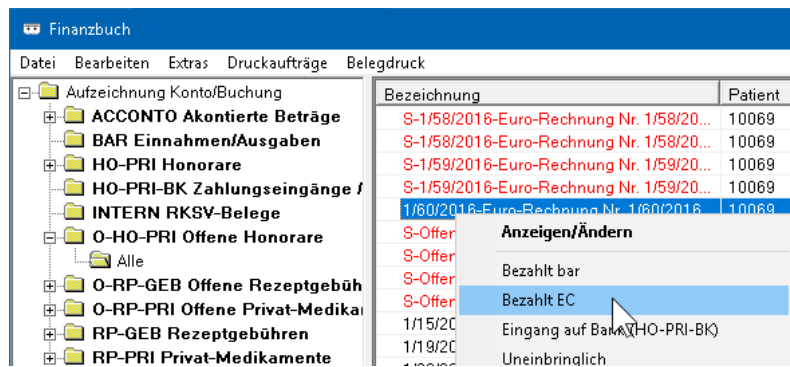 Finanzbuch
Datei Bearbeiten Extras Druckaufträge Belegdruck
Aufzeichnung Konto/Buchung
ACCONTO Akontierte Beträge
BAR Einnahmen/Ausgaben
HO-PRI Honorare
HO-PRI-BK Zahlungseingänge
INTERN RKSV-Belege
O-HO-PRI Offene Honorare
Alle
O-RP-GEB Offene Rezeptgebüh
O-RP-PRI Offene Privat-Medika
RP-GEB Rezeptgebühren
RP-PRI Privat-Medikamente
Bezeichnung Patient
S-1/58/2016-Euro-Rechnung Nr. 1/58/20... 10069
S-1/58/2016-Euro-Rechnung Nr. 1/58/20... 10069
S-1/59/2016-Euro-Rechnung Nr. 1/59/20... 10069
S-1/59/2016-Euro-Rechnung Nr. 1/59/20... 10069
1/60/2016-Euro-Rechnung Nr. 1/60/2016 10069
S-Offer
S-Offer
S-Offer
S-Offer
1/15/20
1/19/20
Anzeigen/Ändern
Bezahlt bar
Bezahlt EC
Eingang auf Bank (HO-PRI-BK)
Uneinbringlich